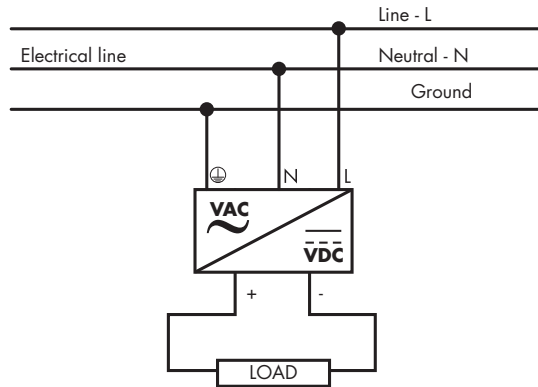 Line - L
Electrical line
Neutral - N
Ground
N
L
VAC
VDC
+
-
LOAD